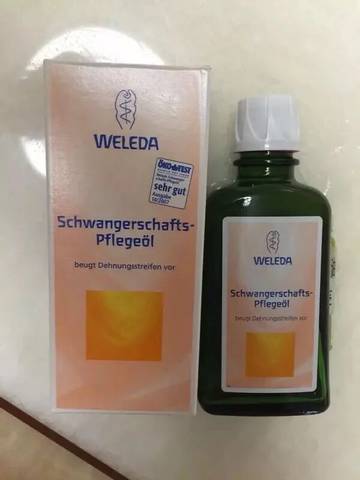 WELEDA
ÖKO-TEST
sehr gut
Schwangerschafts-
Pflegeöl
beugt Dehnungsstreifen vor
WELEDA
Schwangerschafts-
Pflegeöl
beugt Dehnungsstreifen vor